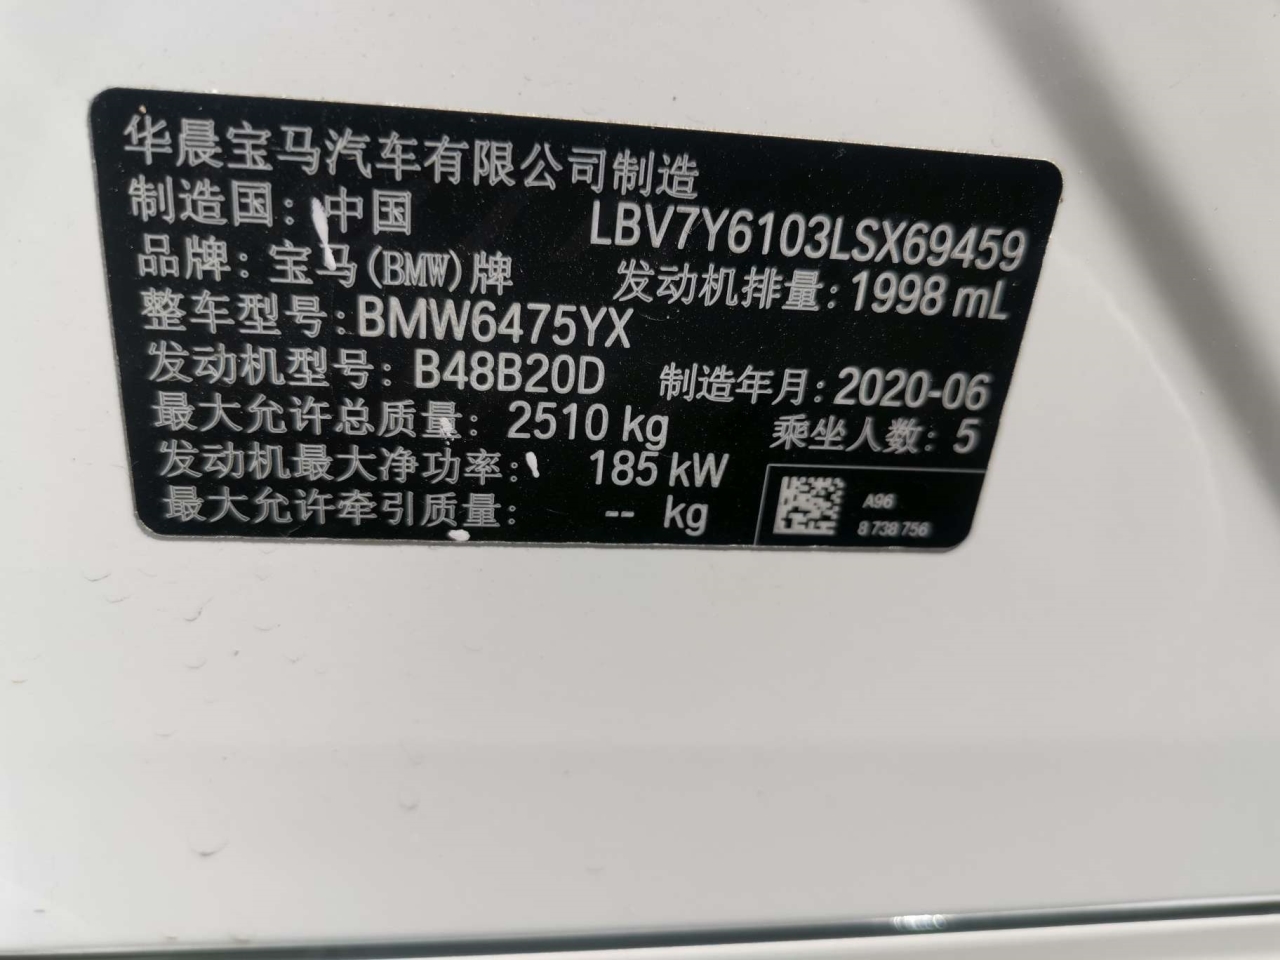 华晨宝马汽车有限公司制造
制造国：中国 LBV7Y6103LSX69459
品牌：宝马(BMW)牌 发动机排量：1998 mL
整车型号：BMW6475YX
发动机型号：B48B20D 制造年月：2020-06
最大允许总质量：2510 kg 乘坐人数：5
发动机最大净功率：185 kW
最大允许牵引质量：-- kg
A96
8 738 756